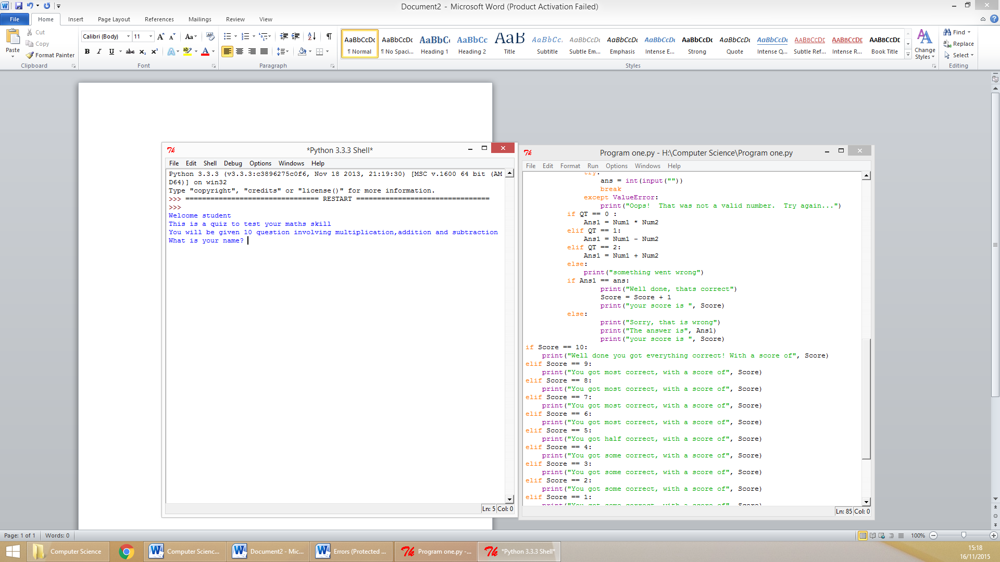 Document2 - Microsoft Word (Product Activation Failed)
File Home Insert Page Layout References Mailings Review View
Paste
Cut
Copy
Format Painter
Clipboard
Calibri (Body) 11
Font
Paragraph
AaBbCcDc AaBbCcDc AaBbC AaBbCc AaB AaBbCc. AaBbCcDc AaBbCcDc AaBbCcDc AaBbCcDc AaBbCcDc AaBbCcDc AABBCCDE AABBCCDE AABBCCDE
¶ Normal ¶ No Spaci... Heading 1 Heading 2 Title Subtitle Subtle Em... Emphasis Intense E... Strong Quote Intense Q... Subtle Ref... Intense R... Book Title
Change Styles
Styles
Find
Replace
Select
Editing
*Python 3.3.3 Shell*
File Edit Shell Debug Options Windows Help
Python 3.3.3 (v3.3.3:c3896275c0f6, Nov 18 2013, 21:19:30) [MSC v.1600 64 bit (AM
D64)] on win32
Type "copyright", "credits" or "license()" for more information.
>>> ================================ RESTART ================================
>>>
Welcome student
This is a quiz to test your maths skill
You will be given 10 question involving multiplication,addition and subtraction
What is your name?
Ln: 5 Col: 0
Program one.py - H:\Computer Science\Program one.py
File Edit Format Run Options Windows Help
try:
ans = int(input(""))
break
except ValueError:
print("Oops!  That was not a valid number.  Try again...")
if QT == 0 :
Ans1 = Num1 * Num2
elif QT == 1:
Ans1 = Num1 - Num2
elif QT == 2:
Ans1 = Num1 + Num2
else:
print("something went wrong")
if Ans1 == ans:
print("Well done, thats correct")
Score = Score + 1
print("your score is ", Score)
else:
print("Sorry, that is wrong")
print("The answer is", Ans1)
print("your score is ", Score)
if Score == 10:
print("Well done you got everything correct! With a score of", Score)
elif Score == 9:
print("You got most correct, with a score of", Score)
elif Score == 8:
print("You got most correct, with a score of", Score)
elif Score == 7:
print("You got most correct, with a score of", Score)
elif Score == 6:
print("You got most correct, with a score of", Score)
elif Score == 5:
print("You got half correct, with a score of", Score)
elif Score == 4:
print("You got some correct, with a score of", Score)
elif Score == 3:
print("You got some correct, with a score of", Score)
elif Score == 2:
print("You got some correct, with a score of", Score)
elif Score == 1:
print("You got some correct, with a score of", Score)
Ln: 85 Col: 0
Page: 1 of 1 Words: 0
100%
Computer Science
Computer Scienc...
Document2 - Mic...
Errors (Protected ...
Program one.py -...
*Python 3.3.3 Shell*
15:18
16/11/2015